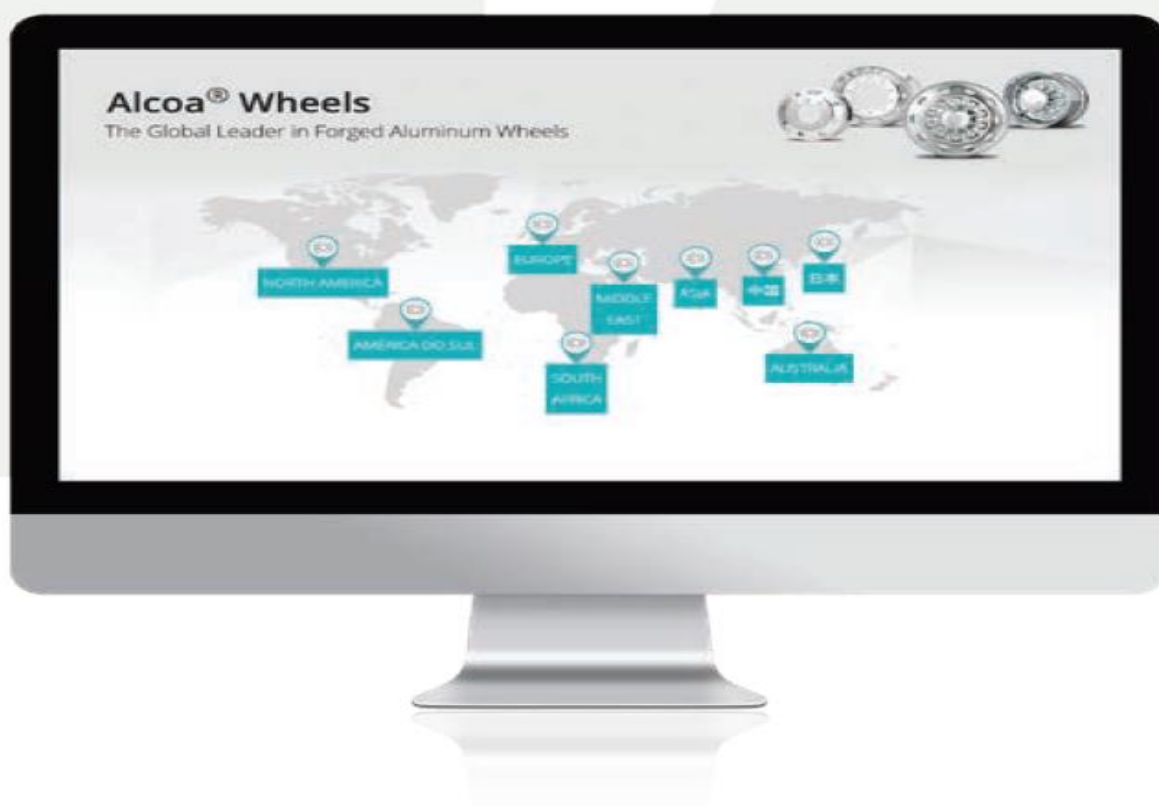 Alcoa® Wheels
The Global Leader in Forged Aluminum Wheels
EUROPE
NORTH AMERICA
MIDDLE
EAST
ASIA
中国
日本
AMÉRICA DO SUL
SOUTH
AFRICA
AUSTRALIA